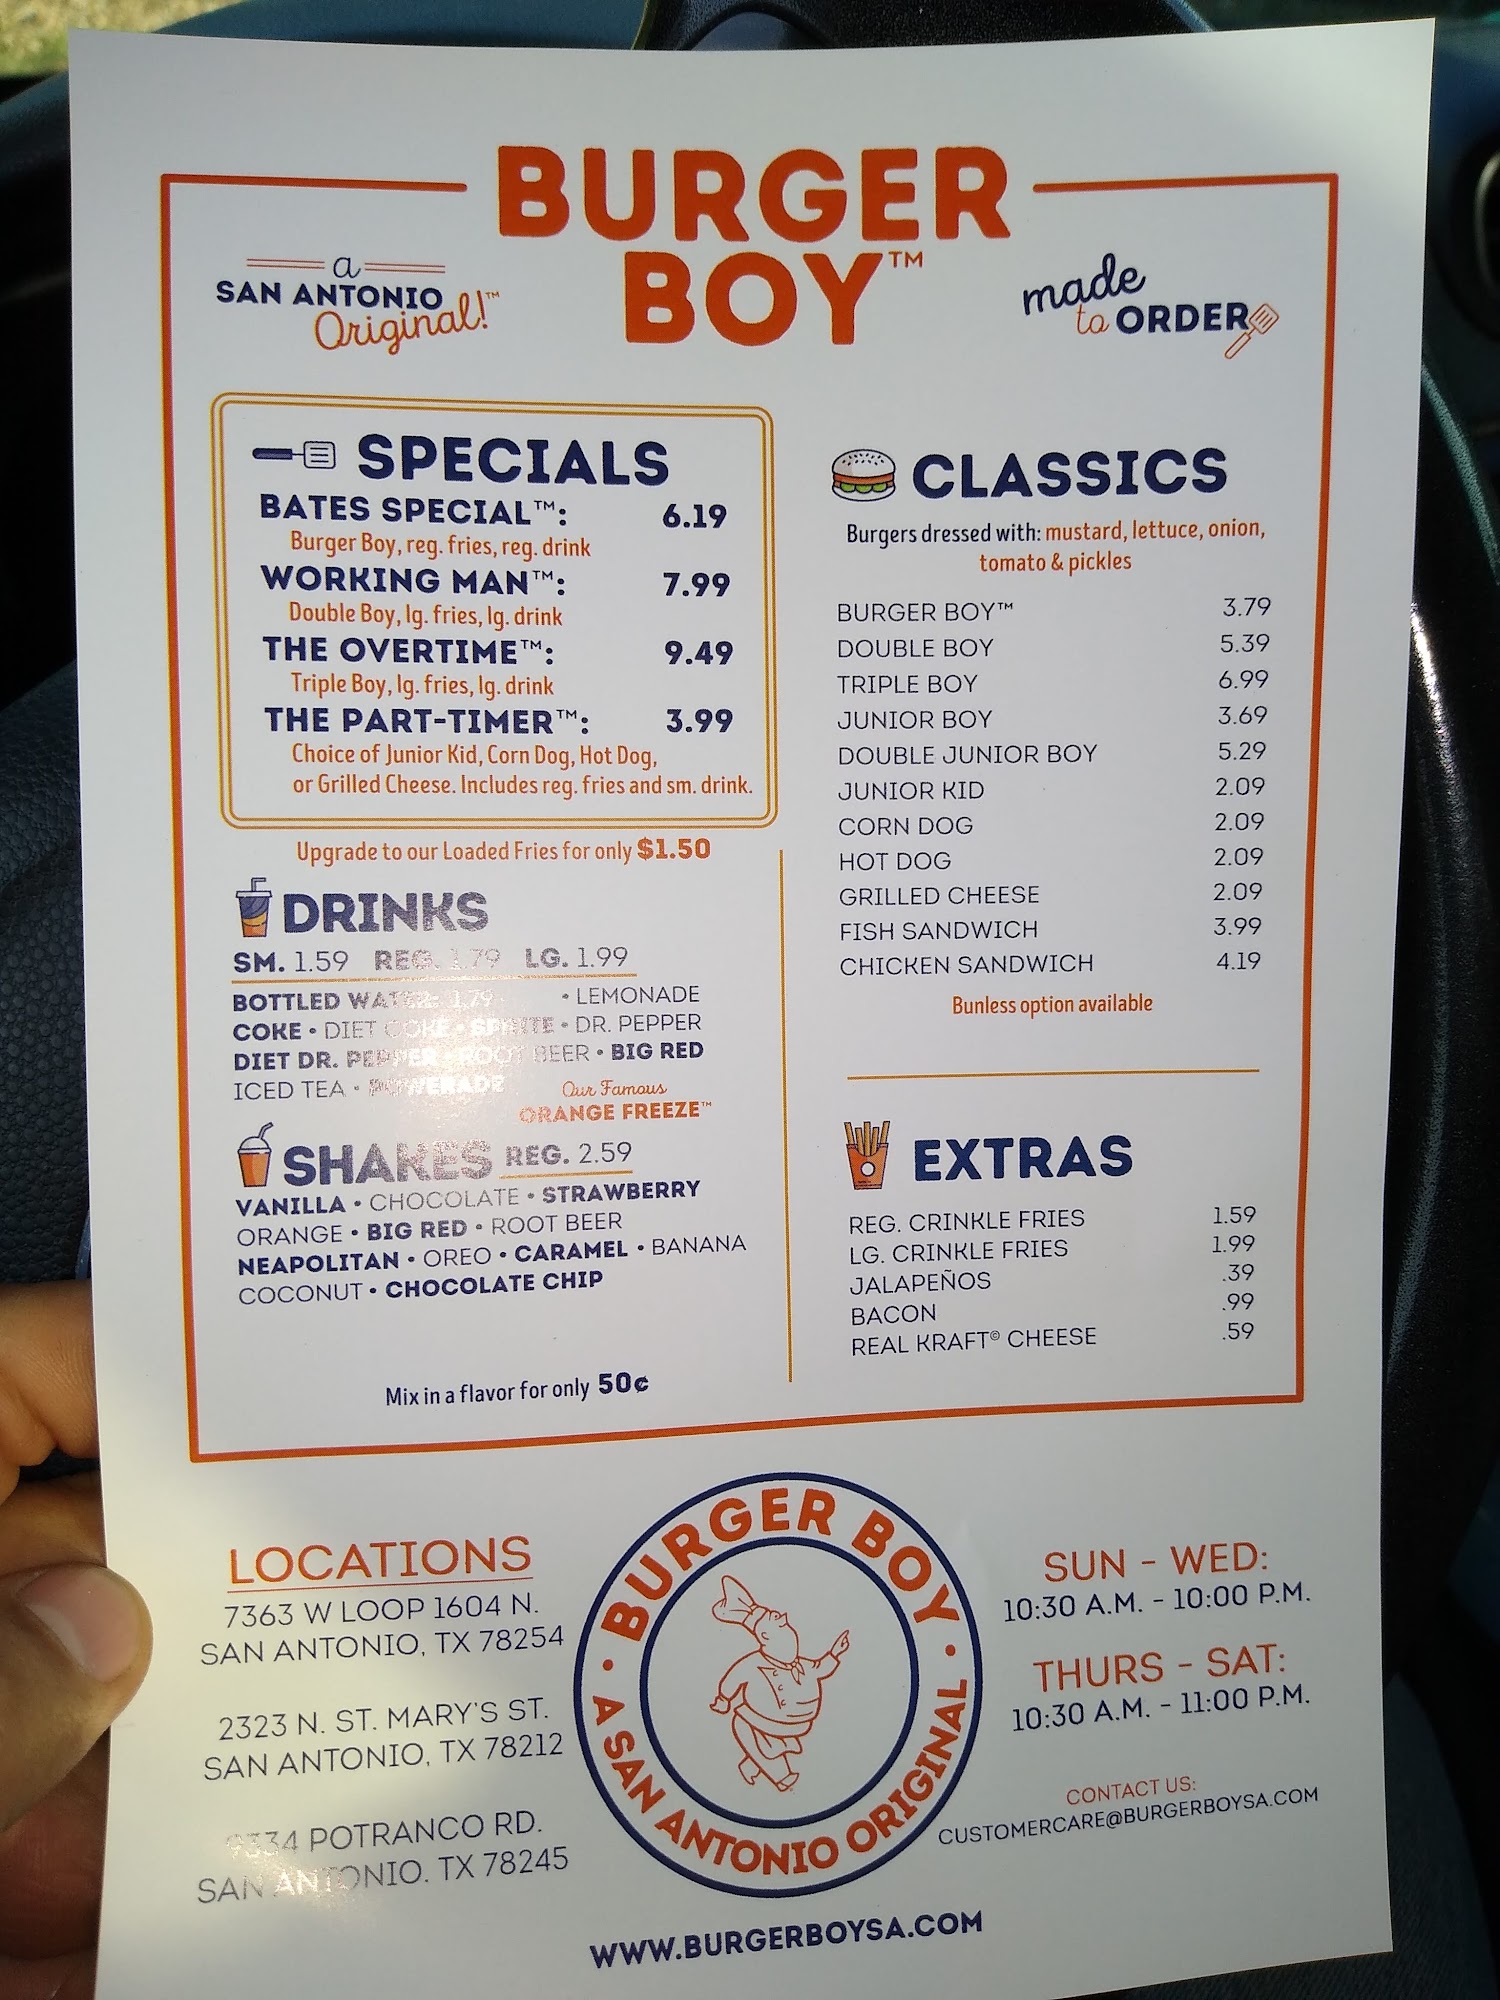 BURGER
BOY™
a
SAN ANTONIO
Original!™
made
to ORDER
SPECIALS
BATES SPECIAL™: 6.19
Burger Boy, reg. fries, reg. drink
WORKING MAN™: 7.99
Double Boy, lg. fries, lg. drink
THE OVERTIME™: 9.49
Triple Boy, lg. fries, lg. drink
THE PART-TIMER™: 3.99
Choice of Junior Kid, Corn Dog, Hot Dog,
or Grilled Cheese. Includes reg. fries and sm. drink.
Upgrade to our Loaded Fries for only $1.50
DRINKS
SM. 1.59 REG. 1.79 LG. 1.99
BOTTLED WATER: 1.79 • LEMONADE
COKE • DIET COKE • SPRITE • DR. PEPPER
DIET DR. PEPPER • ROOT BEER • BIG RED
ICED TEA • POWERADE
Our Famous
ORANGE FREEZE™
SHAKES REG. 2.59
VANILLA • CHOCOLATE • STRAWBERRY
ORANGE • BIG RED • ROOT BEER
NEAPOLITAN • OREO • CARAMEL • BANANA
COCONUT • CHOCOLATE CHIP
Mix in a flavor for only 50¢
CLASSICS
Burgers dressed with: mustard, lettuce, onion,
tomato & pickles
BURGER BOY™ 3.79
DOUBLE BOY 5.39
TRIPLE BOY 6.99
JUNIOR BOY 3.69
DOUBLE JUNIOR BOY 5.29
JUNIOR KID 2.09
CORN DOG 2.09
HOT DOG 2.09
GRILLED CHEESE 2.09
FISH SANDWICH 3.99
CHICKEN SANDWICH 4.19
Bunless option available
EXTRAS
REG. CRINKLE FRIES 1.59
LG. CRINKLE FRIES 1.99
JALAPEÑOS .39
BACON .99
REAL KRAFT© CHEESE .59
LOCATIONS
7363 W LOOP 1604 N.
SAN ANTONIO, TX 78254
2323 N. ST. MARY'S ST.
SAN ANTONIO, TX 78212
9334 POTRANCO RD.
SAN ANTONIO. TX 78245
• BURGER BOY •
A SAN ANTONIO ORIGINAL
SUN - WED:
10:30 A.M. - 10:00 P.M.
THURS - SAT:
10:30 A.M. - 11:00 P.M.
CONTACT US:
CUSTOMERCARE@BURGERBOYSA.COM
WWW.BURGERBOYSA.COM